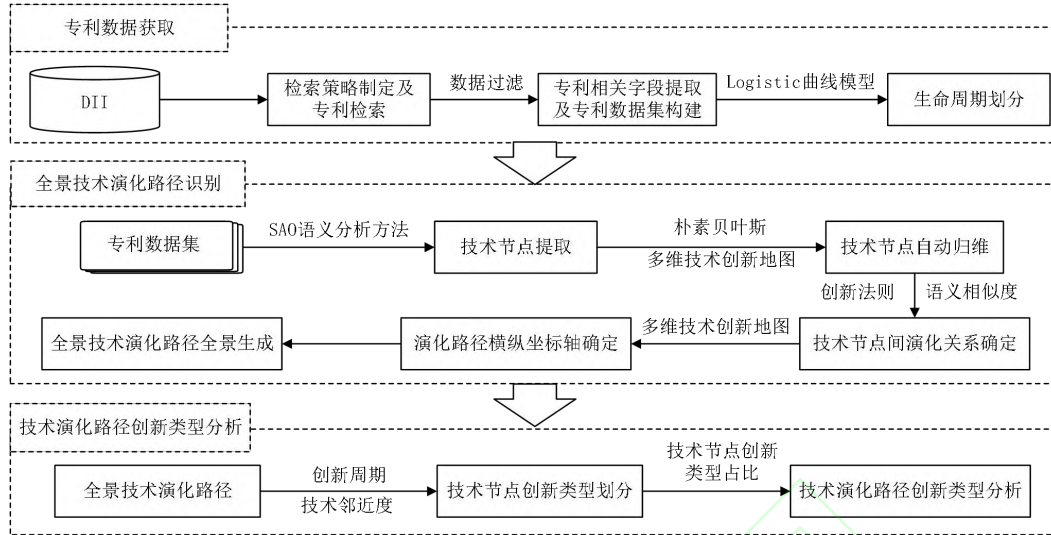 专利数据获取
DII
检索策略制定及
专利检索
数据过滤
专利相关字段提取
及专利数据集构建
Logistic曲线模型
生命周期划分
全景技术演化路径识别
专利数据集
SAO语义分析方法
技术节点提取
朴素贝叶斯
多维技术创新地图
技术节点自动归维
创新法则
语义相似度
技术节点间演化关系确定
多维技术创新地图
演化路径横纵坐标轴确定
全景技术演化路径全景生成
技术演化路径创新类型分析
全景技术演化路径
创新周期
技术邻近度
技术节点创新类型划分
技术节点创新
类型占比
技术演化路径创新类型分析